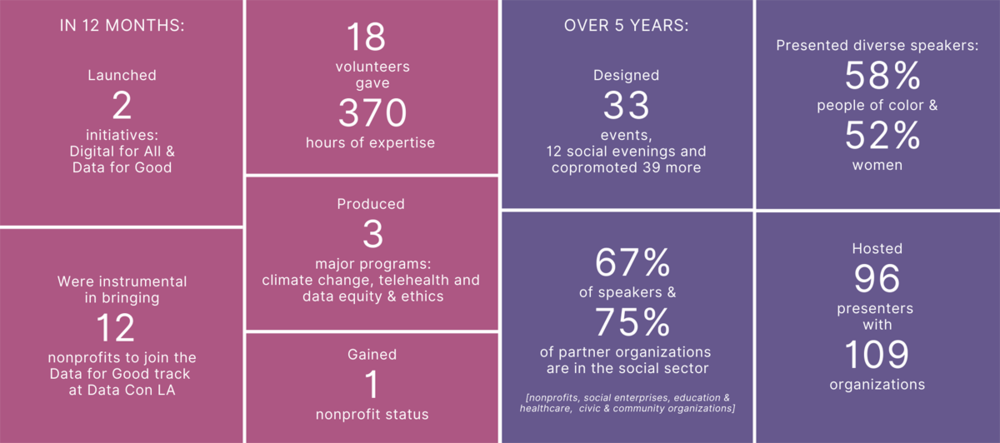 IN 12 MONTHS:
Launched
2
initiatives:
Digital for All &
Data for Good
Were instrumental
in bringing
12
nonprofits to join the
Data for Good track
at Data Con LA
18
volunteers
gave
370
hours of expertise
Produced
3
major programs:
climate change, telehealth and
data equity & ethics
Gained
1
nonprofit status
OVER 5 YEARS:
Designed
33
events,
12 social evenings and
copromoted 39 more
67%
of speakers &
75%
of partner organizations
are in the social sector
[nonprofits, social enterprises, education &
healthcare, civic & community organizations]
Presented diverse speakers:
58%
people of color &
52%
women
Hosted
96
presenters
with
109
organizations